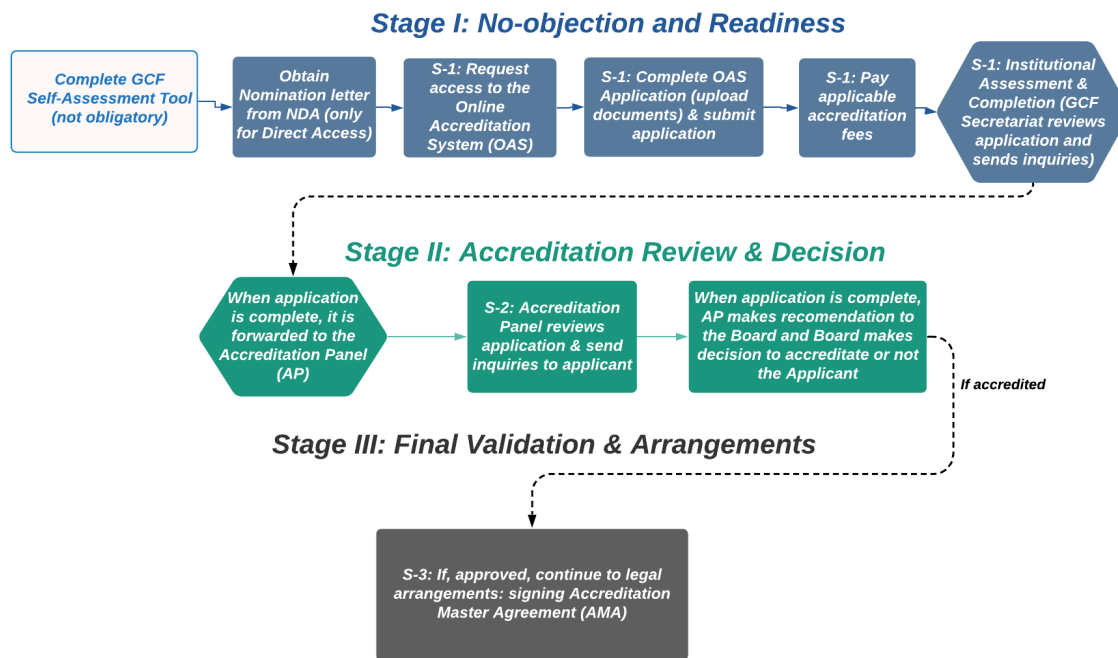 Stage I: No-objection and Readiness
Complete GCF
Self-Assessment Tool
(not obligatory)
Obtain
Nomination letter
from NDA (only
for Direct Access)
S-1: Request
access to the
Online
Accreditation
System (OAS)
S-1: Complete OAS
Application (upload
documents) & submit
application
S-1: Pay
applicable
accreditation
fees
S-1: Institutional
Assessment &
Completion (GCF
Secretariat reviews
application and
sends inquiries)
Stage II: Accreditation Review & Decision
When application
is complete, it is
forwarded to the
Accreditation Panel
(AP)
S-2: Accreditation
Panel reviews
application & send
inquiries to applicant
When application is complete,
AP makes recomendation to
the Board and Board makes
decision to accreditate or not
the Applicant
If accredited
Stage III: Final Validation & Arrangements
S-3: If, approved, continue to legal
arrangements: signing Accreditation
Master Agreement (AMA)